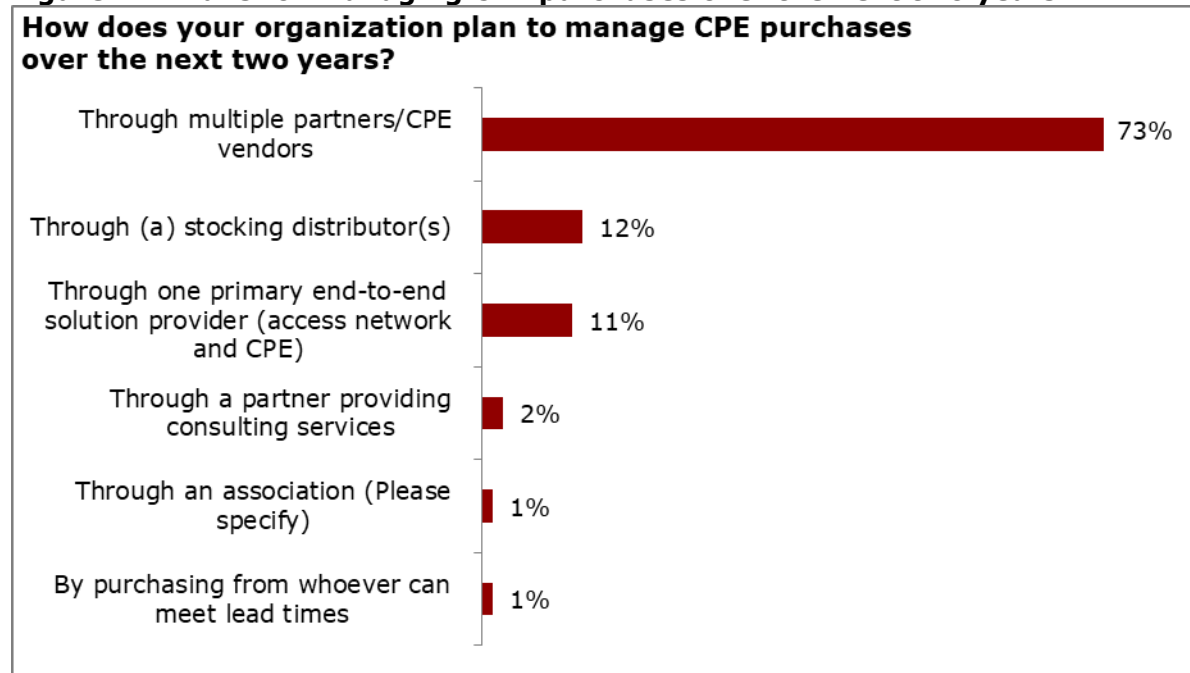 How does your organization plan to manage CPE purchases
over the next two years?
Through multiple partners/CPE
vendors
73%
Through (a) stocking distributor(s)
12%
Through one primary end-to-end
solution provider (access network
and CPE)
11%
Through a partner providing
consulting services
2%
Through an association (Please
specify)
1%
By purchasing from whoever can
meet lead times
1%